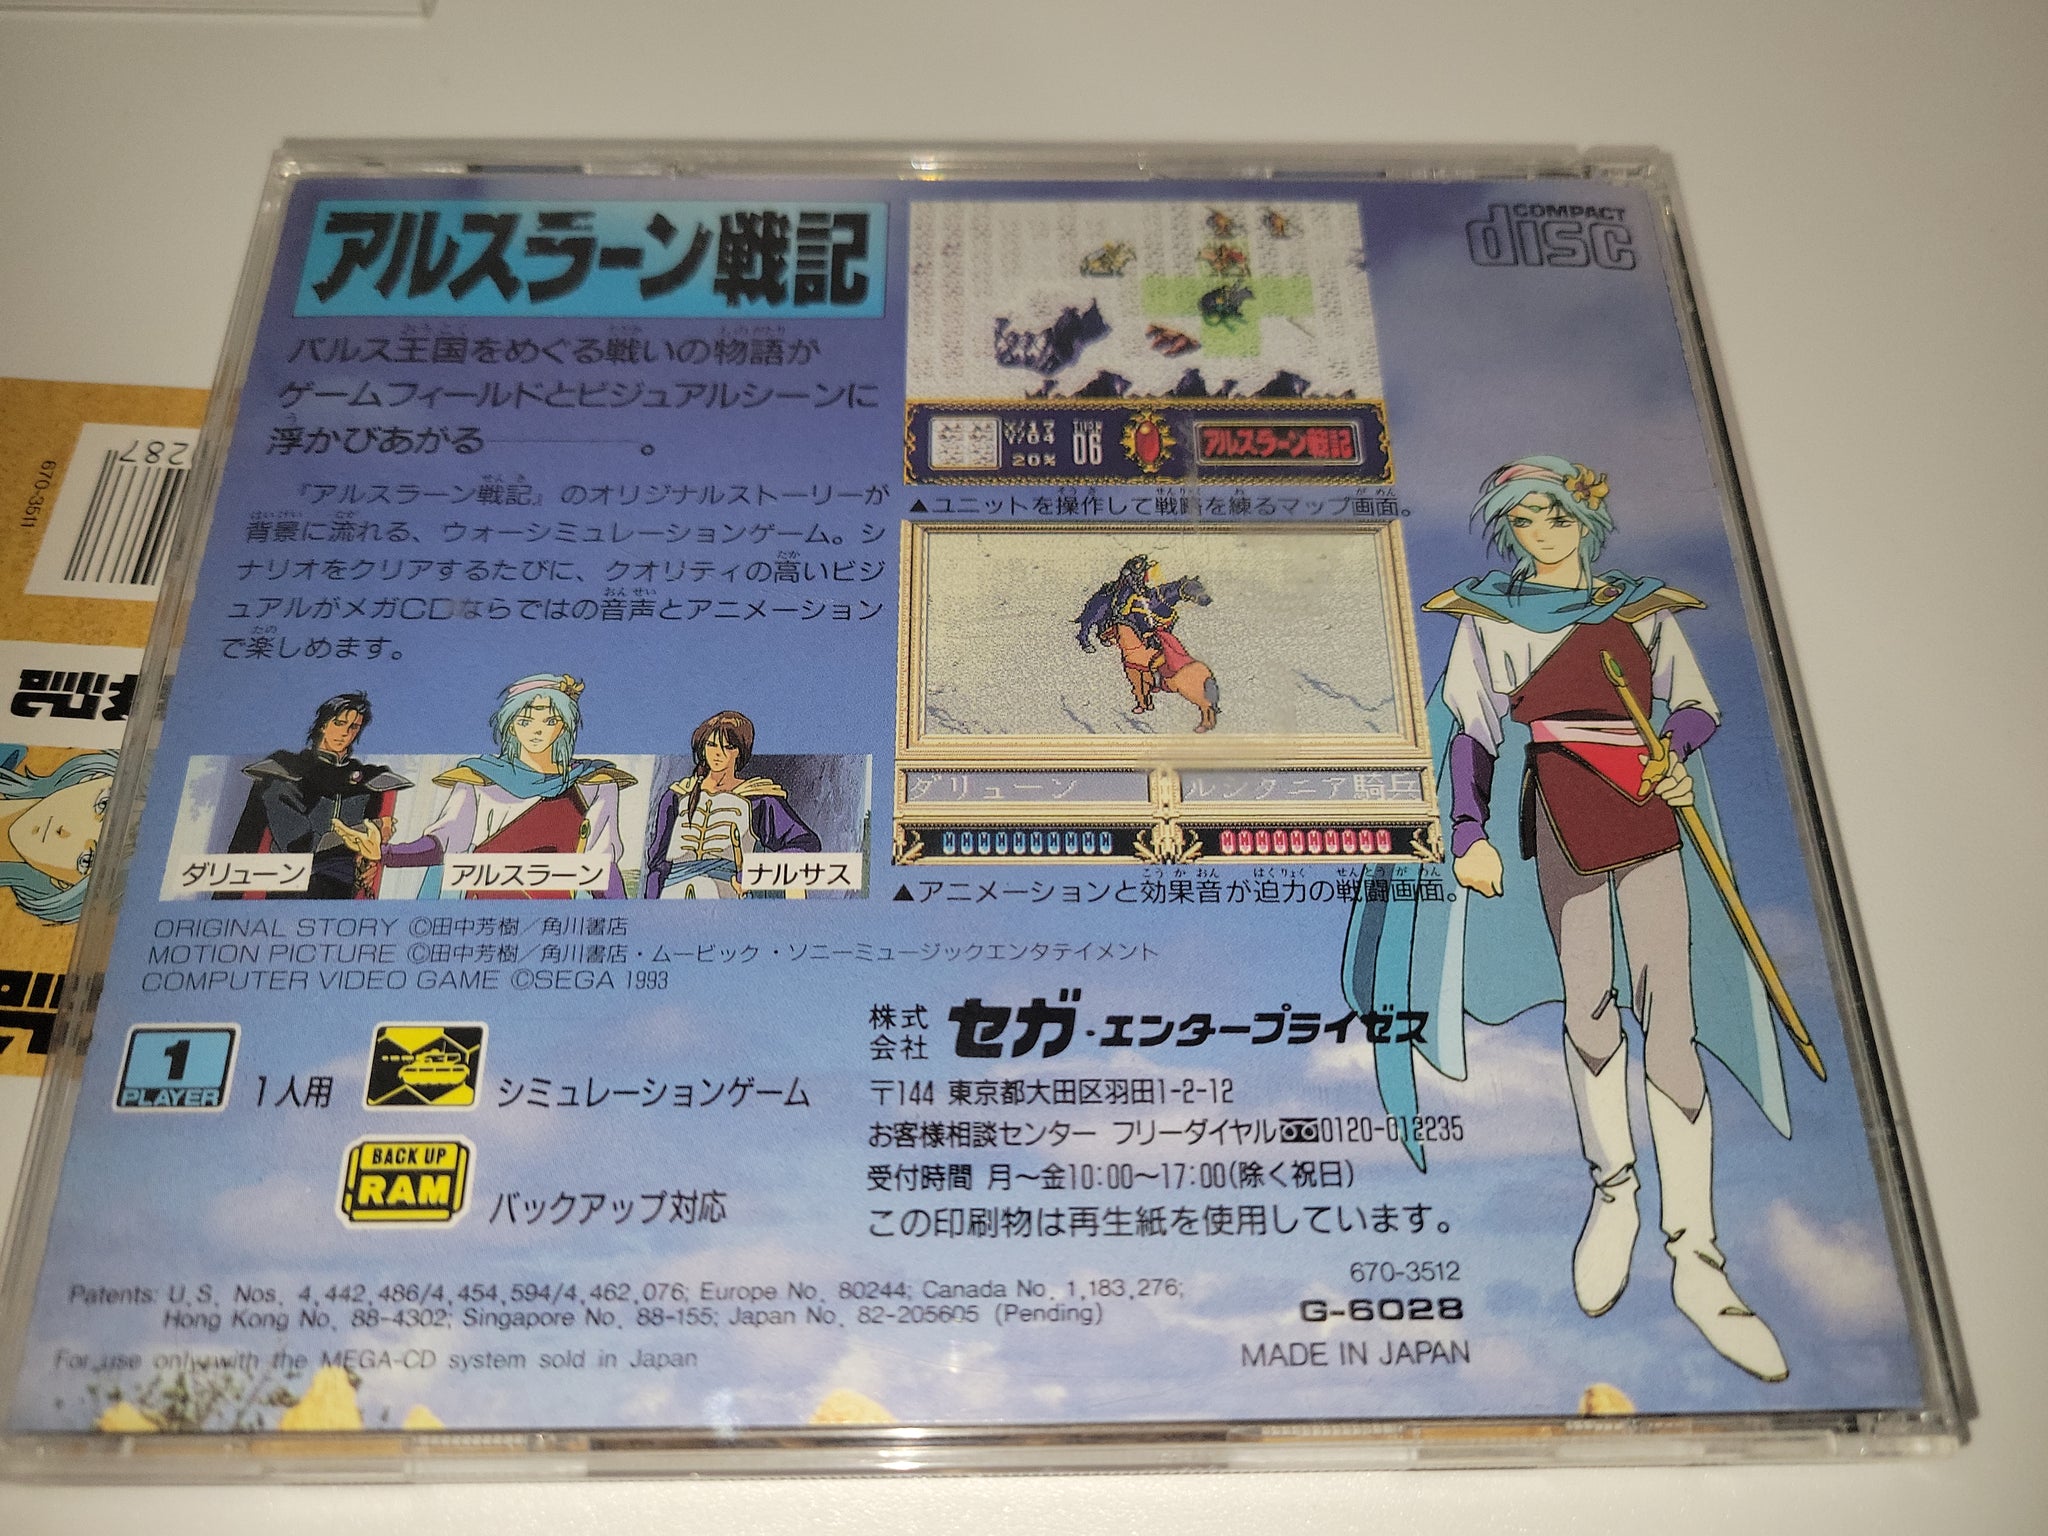 アルスラーン戦記
パルス王国をめぐる戦いの物語が
ゲームフィールドとビジュアルシーンに
浮かびあがる———。
『アルスラーン戦記』のオリジナルストーリーが
背景に流れる、ウォーシミュレーションゲーム。シ
ナリオをクリアするたびに、クオリティの高いビジ
ュアルがメガCDならではの音声とアニメーション
で楽しめます。
ダリューン
アルスラーン
ナルサス
ORIGINAL STORY ©田中芳樹/角川書店
MOTION PICTURE ©田中芳樹/角川書店・ムービック・ソニーミュージックエンタテイメント
COMPUTER VIDEO GAME ©SEGA 1993
1
PLAYER
1人用
シミュレーションゲーム
BACK UP
RAM
バックアップ対応
COMPACT
disc
20%
TURN
06
アルスラーン戦記
▲ユニットを操作して戦略を練るマップ画面。
ダリューン
ルシタニア騎兵
▲アニメーションと効果音が迫力の戦闘画面。
株式会社 セガ・エンタープライゼス
〒144 東京都大田区羽田1-2-12
お客様相談センター フリーダイヤル0120-012235
受付時間 月〜金10:00〜17:00(除く祝日)
この印刷物は再生紙を使用しています。
670-3512
G-6028
MADE IN JAPAN
Patents: U.S. Nos. 4,442,486/4,454,594/4,462,076; Europe No. 80244; Canada No. 1,183,276;
Hong Kong No. 88-4302; Singapore No. 88-155; Japan No. 82-205605 (Pending)
For use only with the MEGA-CD system sold in Japan
287
670-3511